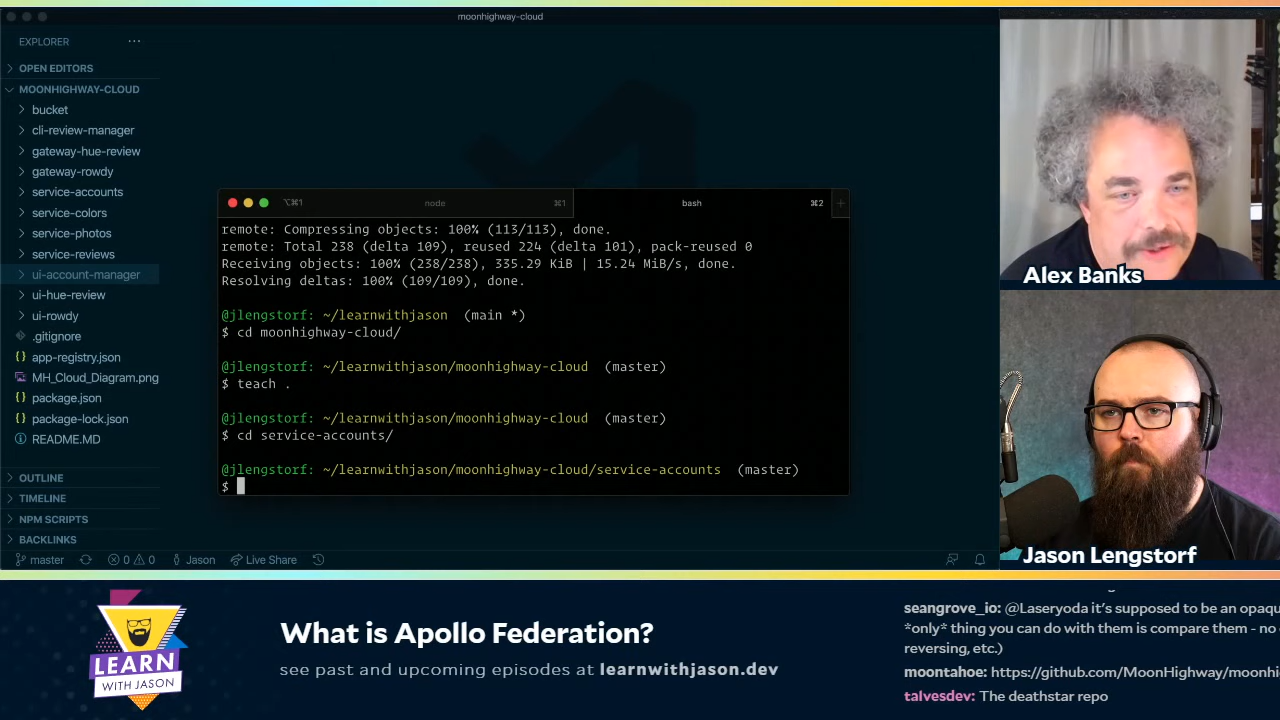 moonhighway-cloud
EXPLORER
OPEN EDITORS
MOONHIGHWAY-CLOUD
bucket
cli-review-manager
gateway-hue-review
gateway-rowdy
service-accounts
service-colors
service-photos
service-reviews
ui-account-manager
ui-hue-review
ui-rowdy
.gitignore
app-registry.json
MH_Cloud_Diagram.png
package.json
package-lock.json
README.MD
OUTLINE
TIMELINE
NPM SCRIPTS
BACKLINKS
master 0 0 Jason Live Share
⌥⌘1 node ⌘1 bash ⌘2
remote: Compressing objects: 100% (113/113), done.
remote: Total 238 (delta 109), reused 224 (delta 101), pack-reused 0
Receiving objects: 100% (238/238), 335.29 KiB | 15.24 MiB/s, done.
Resolving deltas: 100% (109/109), done.
@jlengstorf: ~/learnwithjason (main *)
$ cd moonhighway-cloud/
@jlengstorf: ~/learnwithjason/moonhighway-cloud (master)
$ teach .
@jlengstorf: ~/learnwithjason/moonhighway-cloud (master)
$ cd service-accounts/
@jlengstorf: ~/learnwithjason/moonhighway-cloud/service-accounts (master)
$
Alex Banks
Jason Lengstorf
LEARN
WITH JASON
What is Apollo Federation?
see past and upcoming episodes at learnwithjason.dev
seangrove_io: @Laseryoda it's supposed to be an opaqu
*only* thing you can do with them is compare them - no
reversing, etc.)
moontahoe: https://github.com/MoonHighway/moonhi
talvesdev: The deathstar repo